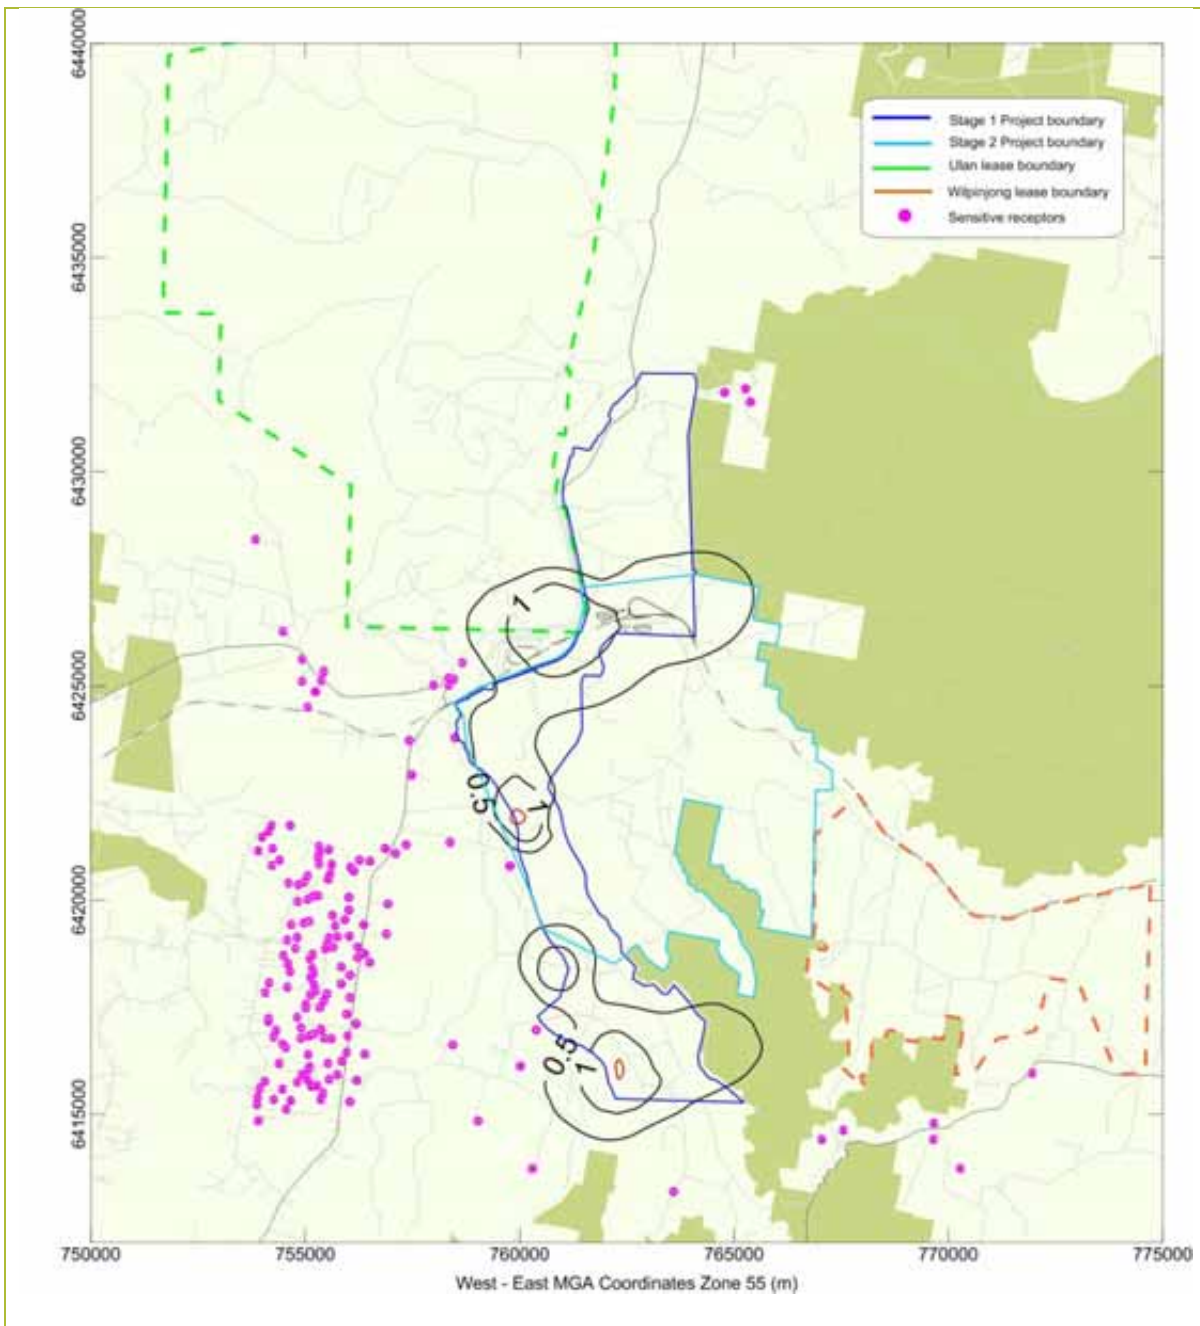 6440000
Stage 1 Project boundary
Stage 2 Project boundary
Ulan lease boundary
Wilpinjong lease boundary
Sensitive receptors
6435000
6430000
1
6425000
0.5
1
6420000
0.5
1
6415000
750000 755000 760000 765000 770000 775000
West - East MGA Coordinates Zone 55 (m)